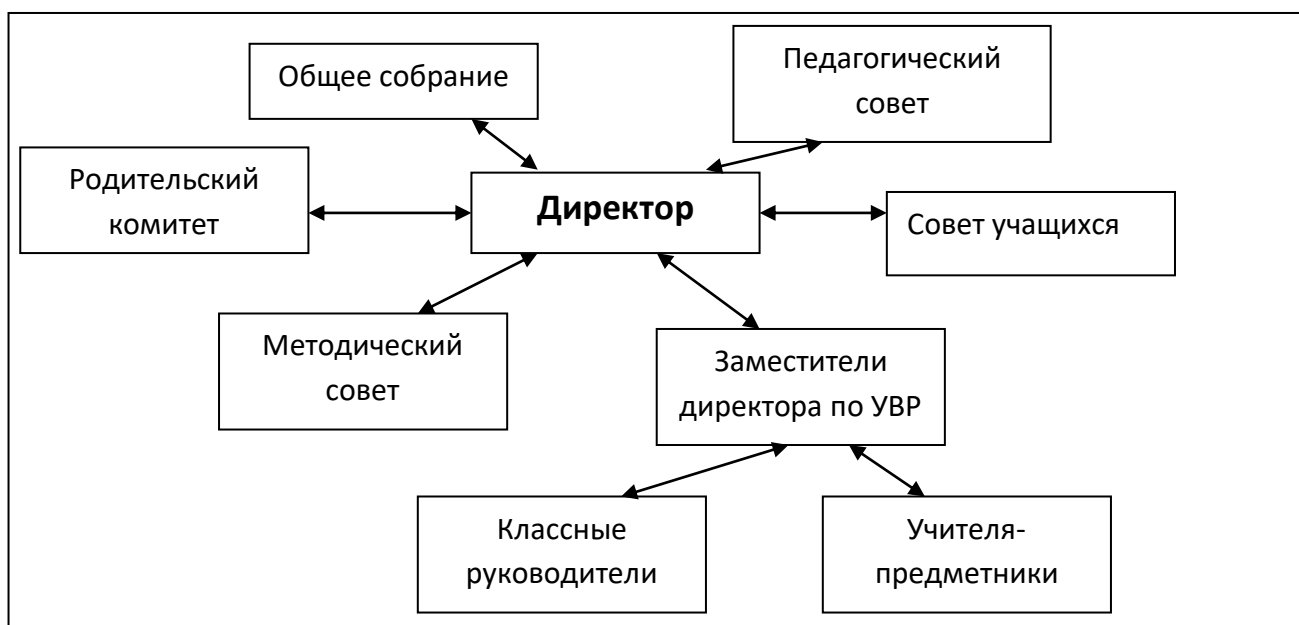 Общее собрание
Педагогический
совет
Родительский
комитет
Директор
Совет учащихся
Методический
совет
Заместители
директора по УВР
Классные
руководители
Учителя-
предметники